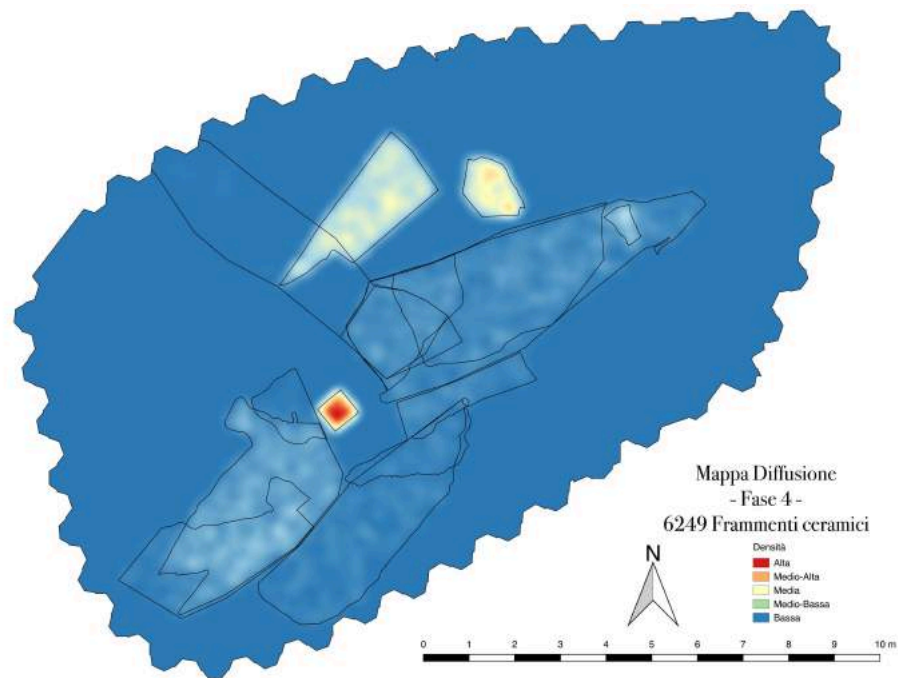 Mappa Diffusione
- Fase 4 -
6249 Frammenti ceramici
Densità
Alta
Medio-Alta
Media
Medio-Bassa
Bassa
N
0 1 2 3 4 5 6 7 8 9 10 m